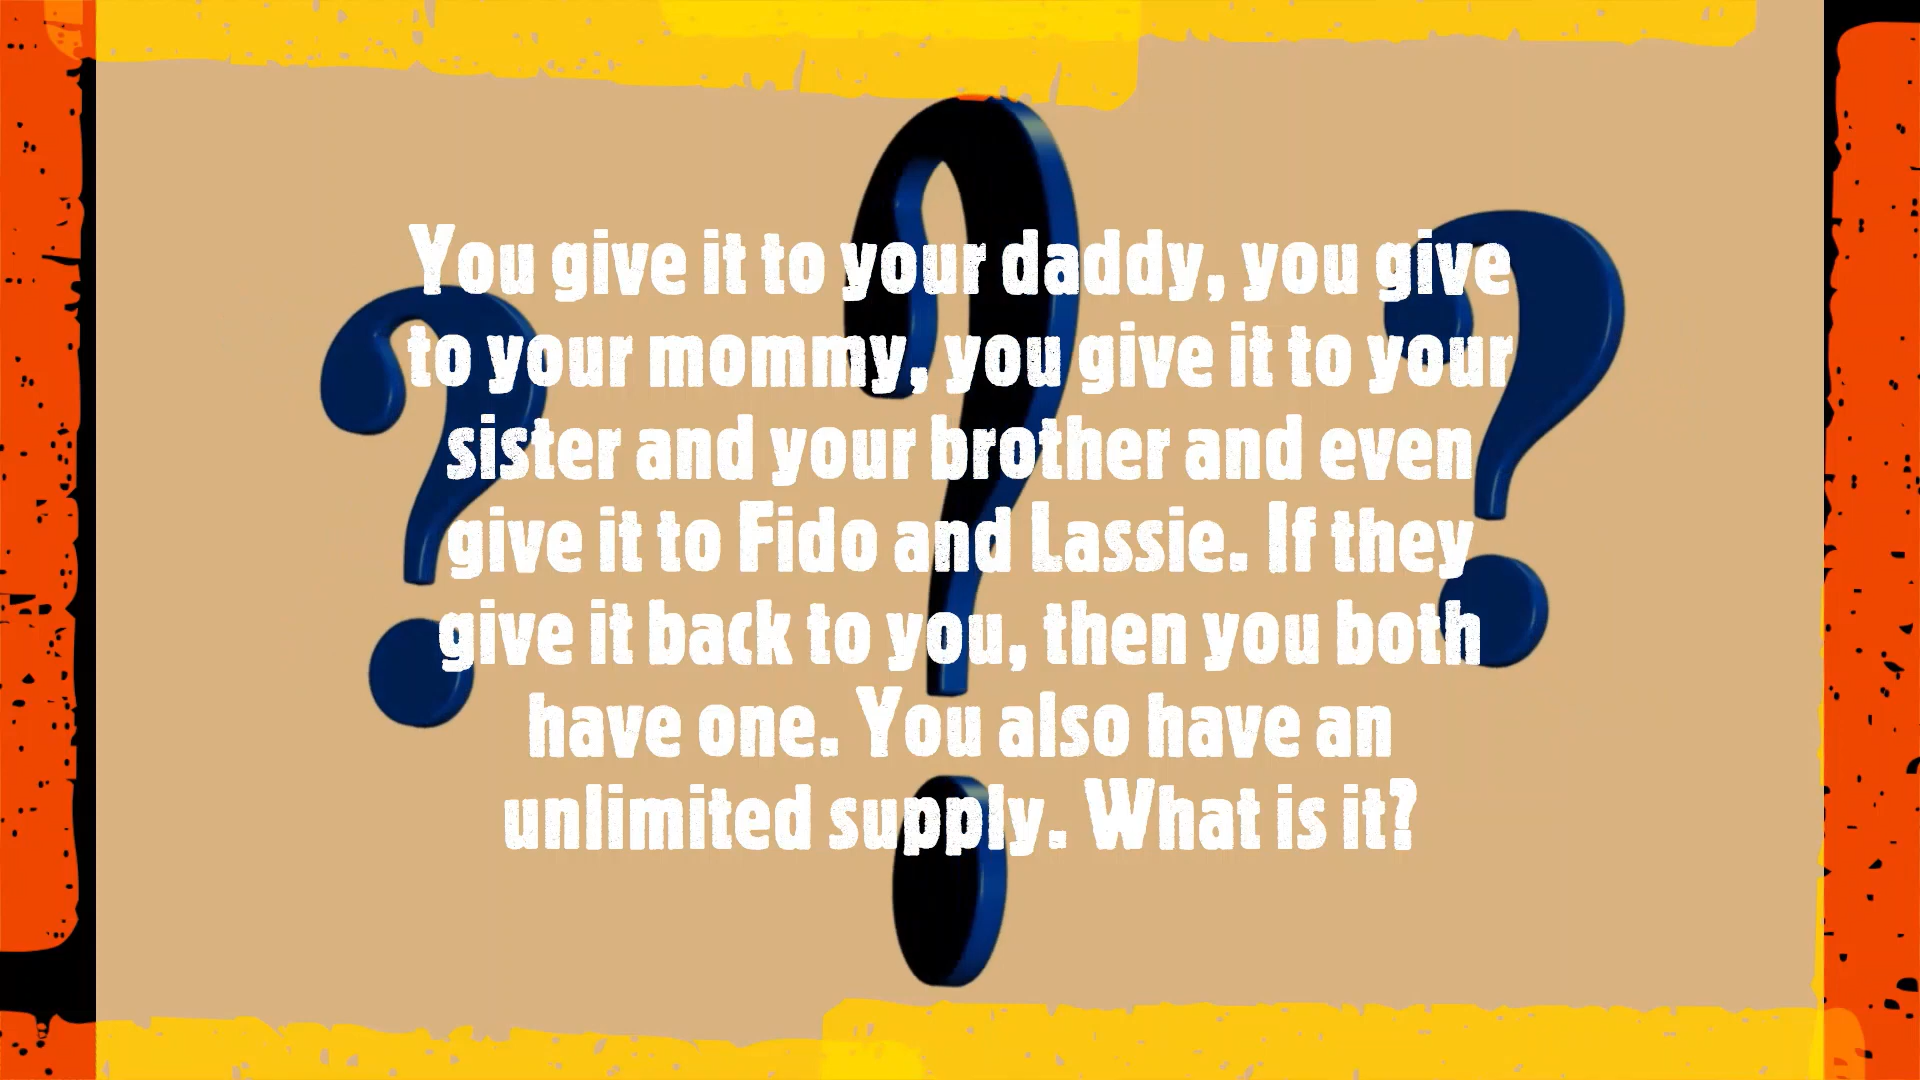 You give it to your daddy, you give
to your mommy, you give it to your
sister and your brother and even
give it to Fido and Lassie. If they
give it back to you, then you both
have one. You also have an
unlimited supply. What is it?